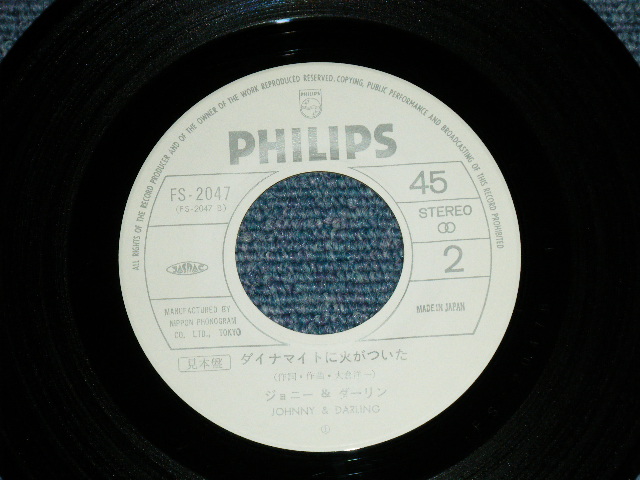 ALL RIGHTS OF THE RECORD PRODUCER AND OF THE OWNER OF THE WORK REPRODUCED RESERVED. COPYING, PUBLIC PERFORMANCE AND BROADCASTING OF THIS RECORD PROHIBITED
PHILIPS
PHILIPS
FS-2047
45
STEREO
JASRAC
2
MANUFACTURED BY
NIPPON PHONOGRAM
CO., LTD., TOKYO
MADE IN JAPAN
見本盤 ダイナマイトに火がついた
ジョニー & ダーリン
JOHNNY & DARLING